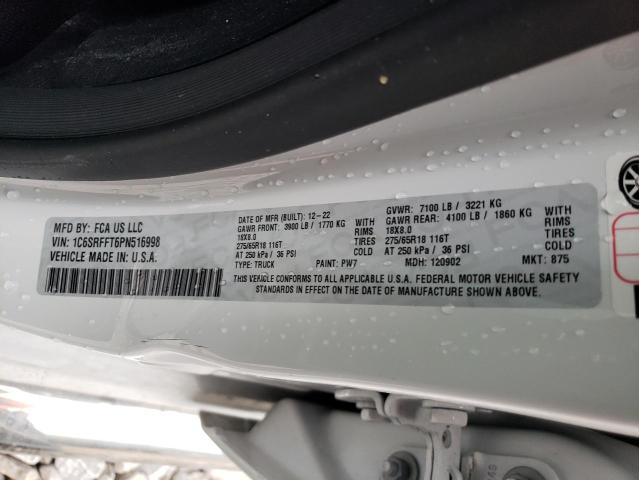 MFD BY: FCA US LLC
VIN: 1C6SRFFT6PN516998
VEHICLE MADE IN: U.S.A.
DATE OF MFR (BUILT): 12-22
GAWR FRONT: 3900 LB / 1770 KG
18X8.0 RIMS
275/65R18 116T TIRES
AT 250 kPa / 36 PSI COLD
TYPE: TRUCK PAINT: PW7
GVWR: 7100 LB / 3221 KG
GAWR REAR: 4100 LB / 1860 KG
18X8.0 RIMS
275/65R18 116T TIRES
AT 250 kPa / 36 PSI COLD
MDH: 120902 MKT: 875
THIS VEHICLE CONFORMS TO ALL APPLICABLE U.S.A. FEDERAL MOTOR VEHICLE SAFETY
STANDARDS IN EFFECT ON THE DATE OF MANUFACTURE SHOWN ABOVE.